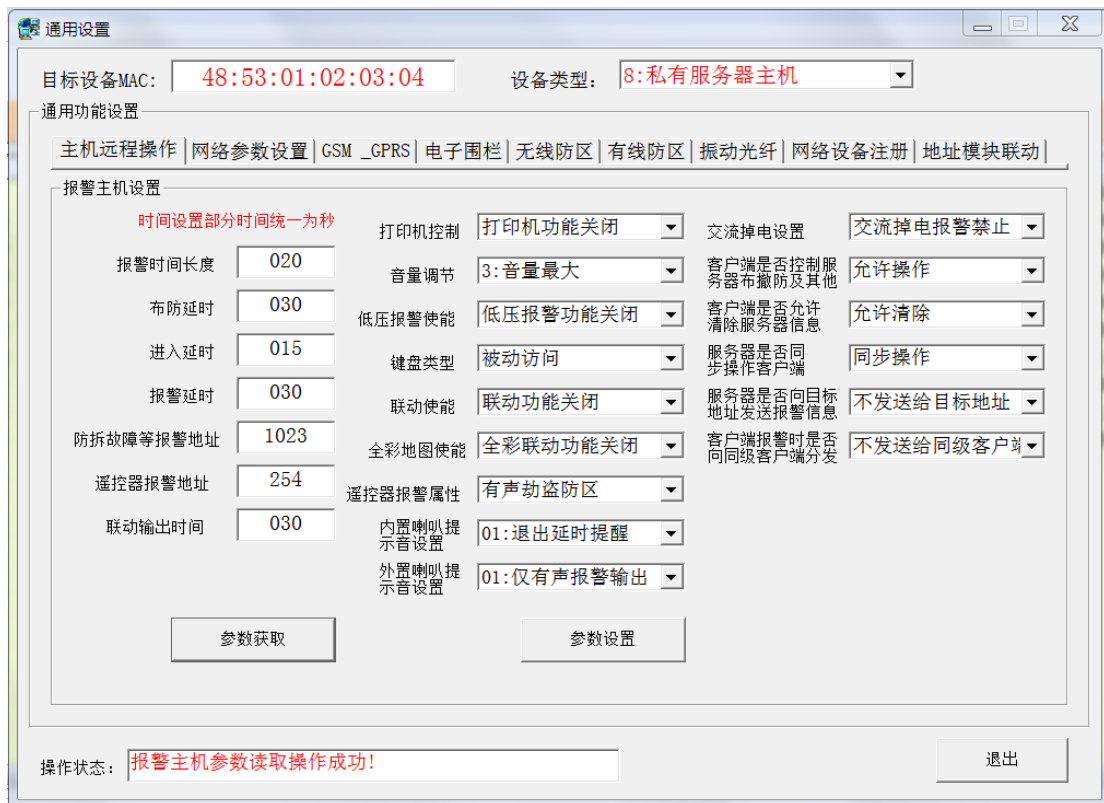 通用设置
目标设备MAC: 48:53:01:02:03:04 设备类型: 8:私有服务器主机
通用功能设置
主机远程操作 网络参数设置 GSM _GPRS 电子围栏 无线防区 有线防区 振动光纤 网络设备注册 地址模块联动
报警主机设置
时间设置部分时间统一为秒
报警时间长度 020
布防延时 030
进入延时 015
报警延时 030
防拆故障等报警地址 1023
遥控器报警地址 254
联动输出时间 030
打印机控制 打印机功能关闭
音量调节 3:音量最大
低压报警使能 低压报警功能关闭
键盘类型 被动访问
联动使能 联动功能关闭
全彩地图使能 全彩联动功能关闭
遥控器报警属性 有声劫盗防区
内置喇叭提
示音设置 01:退出延时提醒
外置喇叭提
示音设置 01:仅有声报警输出
交流掉电设置 交流掉电报警禁止
客户端是否控制服
务器布撤防及其他 允许操作
客户端是否允许
清除服务器信息 允许清除
服务器是否同
步操作客户端 同步操作
服务器是否向目标
地址发送报警信息 不发送给目标地址
客户端报警时是否
向同级客户端分发 不发送给同级客户
参数获取 参数设置
操作状态: 报警主机参数读取操作成功!
退出